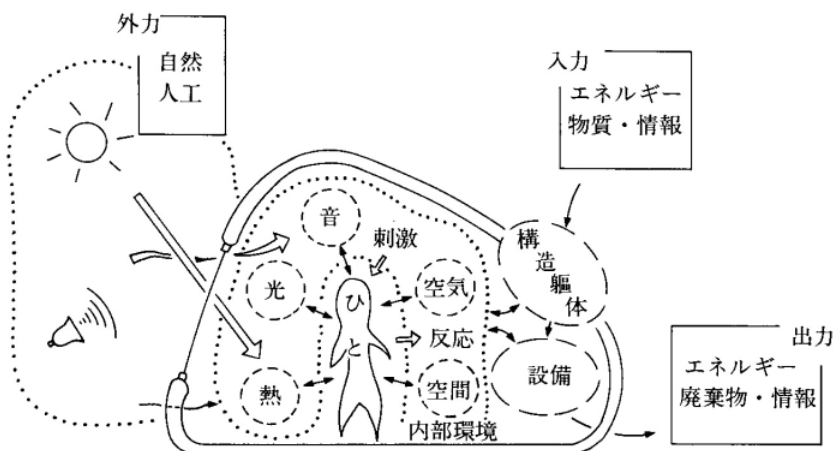 外力
自然
人工
入力
エネルギー
物質・情報
音
刺激
光
空気
構造躯体
ひと
反応
熱
空間
設備
内部環境
出力
エネルギー
廃棄物・情報